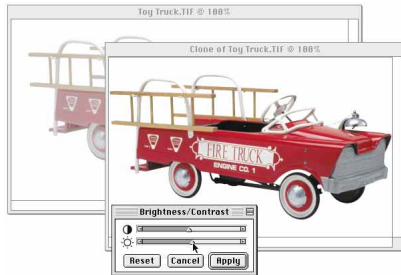 Toy Truck.TIF @ 100%
Clone of Toy Truck.TIF @ 100%
FIRE TRUCK
ENGINE CO. 1
Brightness/Contrast
Reset
Cancel
Apply